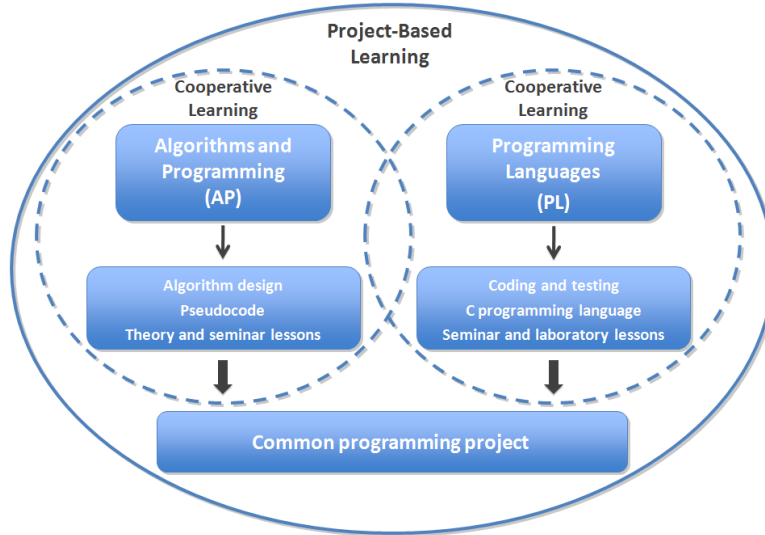 Project-Based
Learning
Cooperative
Learning
Algorithms and
Programming
(AP)
Algorithm design
Pseudocode
Theory and seminar lessons
Cooperative
Learning
Programming
Languages
(PL)
Coding and testing
C programming language
Seminar and laboratory lessons
Common programming project